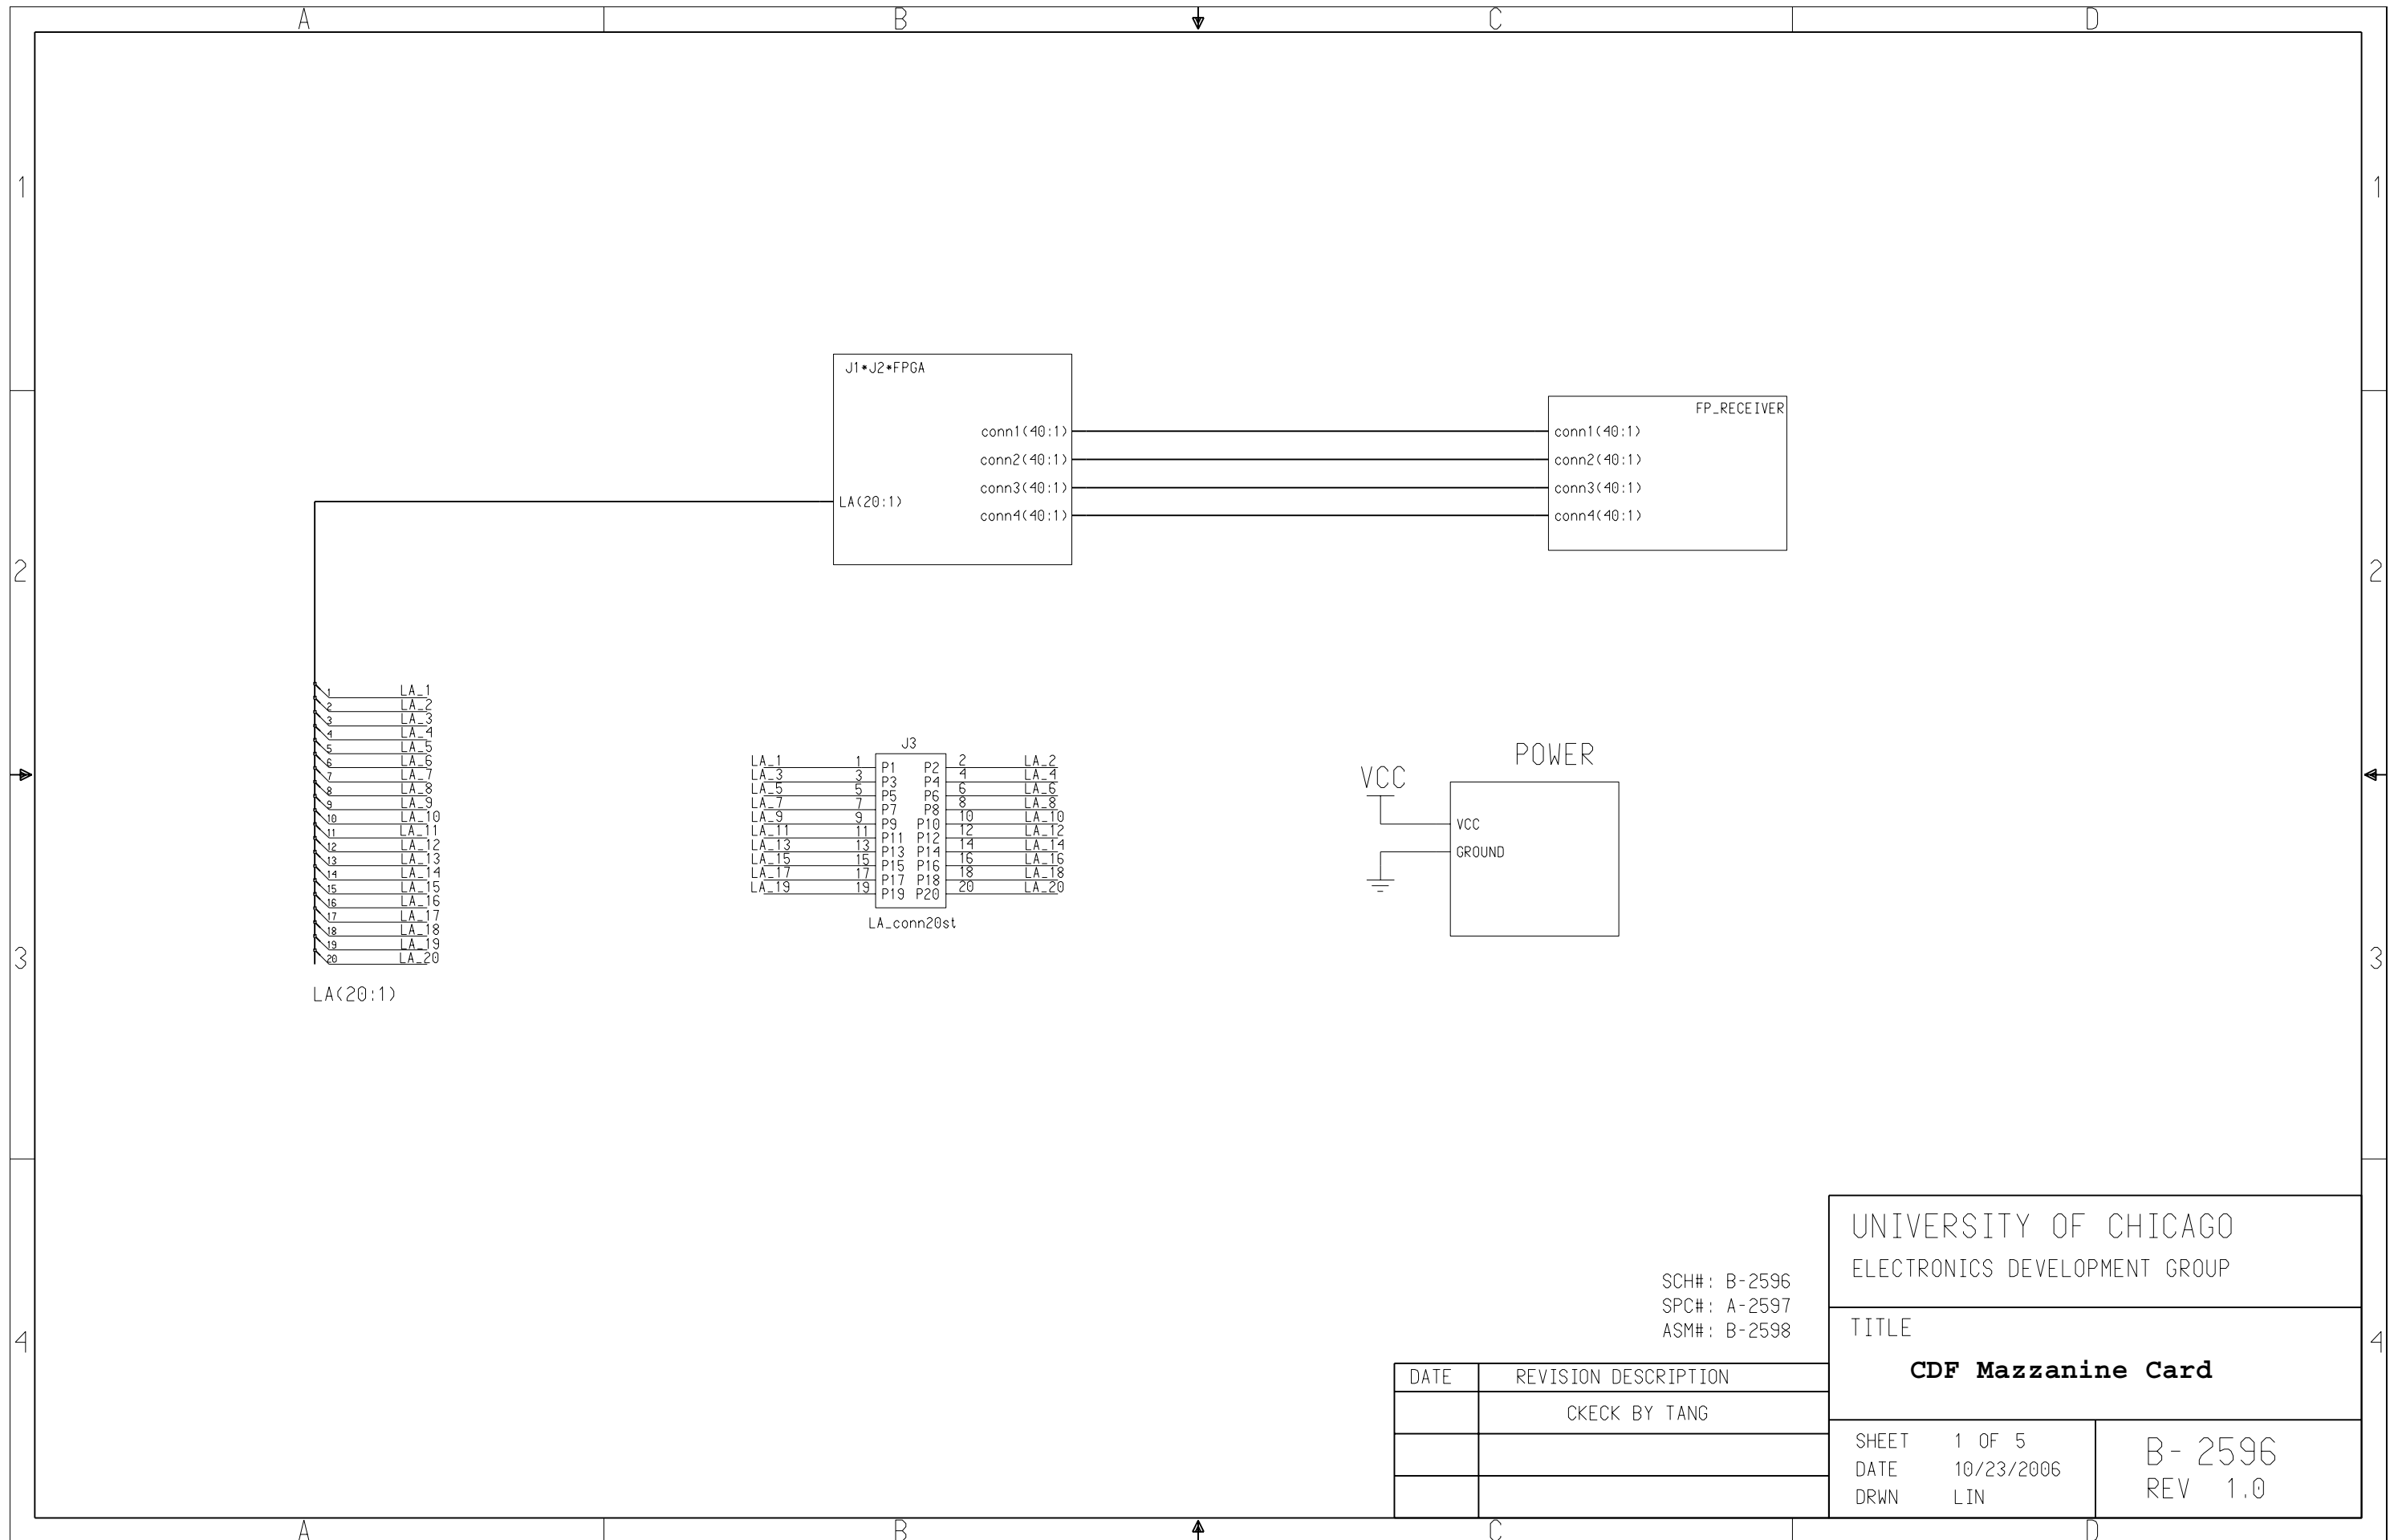 A B C D
1 1
J1*J2*FPGA
FP_RECEIVER
conn1(40:1) conn1(40:1)
conn2(40:1) conn2(40:1)
conn3(40:1) conn3(40:1)
LA(20:1)
conn4(40:1) conn4(40:1)
2 2
1 LA_1
2 LA_2
3 LA_3
4 LA_4
5 LA_5
6 LA_6
7 LA_7
8 LA_8
9 LA_9
10 LA_10
11 LA_11
12 LA_12
13 LA_13
14 LA_14
15 LA_15
16 LA_16
17 LA_17
18 LA_18
19 LA_19
20 LA_20
LA(20:1)
J3
LA_1 1 P1 P2 2 LA_2
LA_3 3 P3 P4 4 LA_4
LA_5 5 P5 P6 6 LA_6
LA_7 7 P7 P8 8 LA_8
LA_9 9 P9 P10 10 LA_10
LA_11 11 P11 P12 12 LA_12
LA_13 13 P13 P14 14 LA_14
LA_15 15 P15 P16 16 LA_16
LA_17 17 P17 P18 18 LA_18
LA_19 19 P19 P20 20 LA_20
LA_conn20st
POWER
VCC
VCC
GROUND
3 3
UNIVERSITY OF CHICAGO
ELECTRONICS DEVELOPMENT GROUP
SCH#: B-2596
SPC#: A-2597
ASM#: B-2598
4 4
TITLE
CDF Mazzanine Card
DATE REVISION DESCRIPTION
CKECK BY TANG
SHEET 1 OF 5
DATE 10/23/2006
DRWN LIN
B- 2596
REV 1.0
A B C D